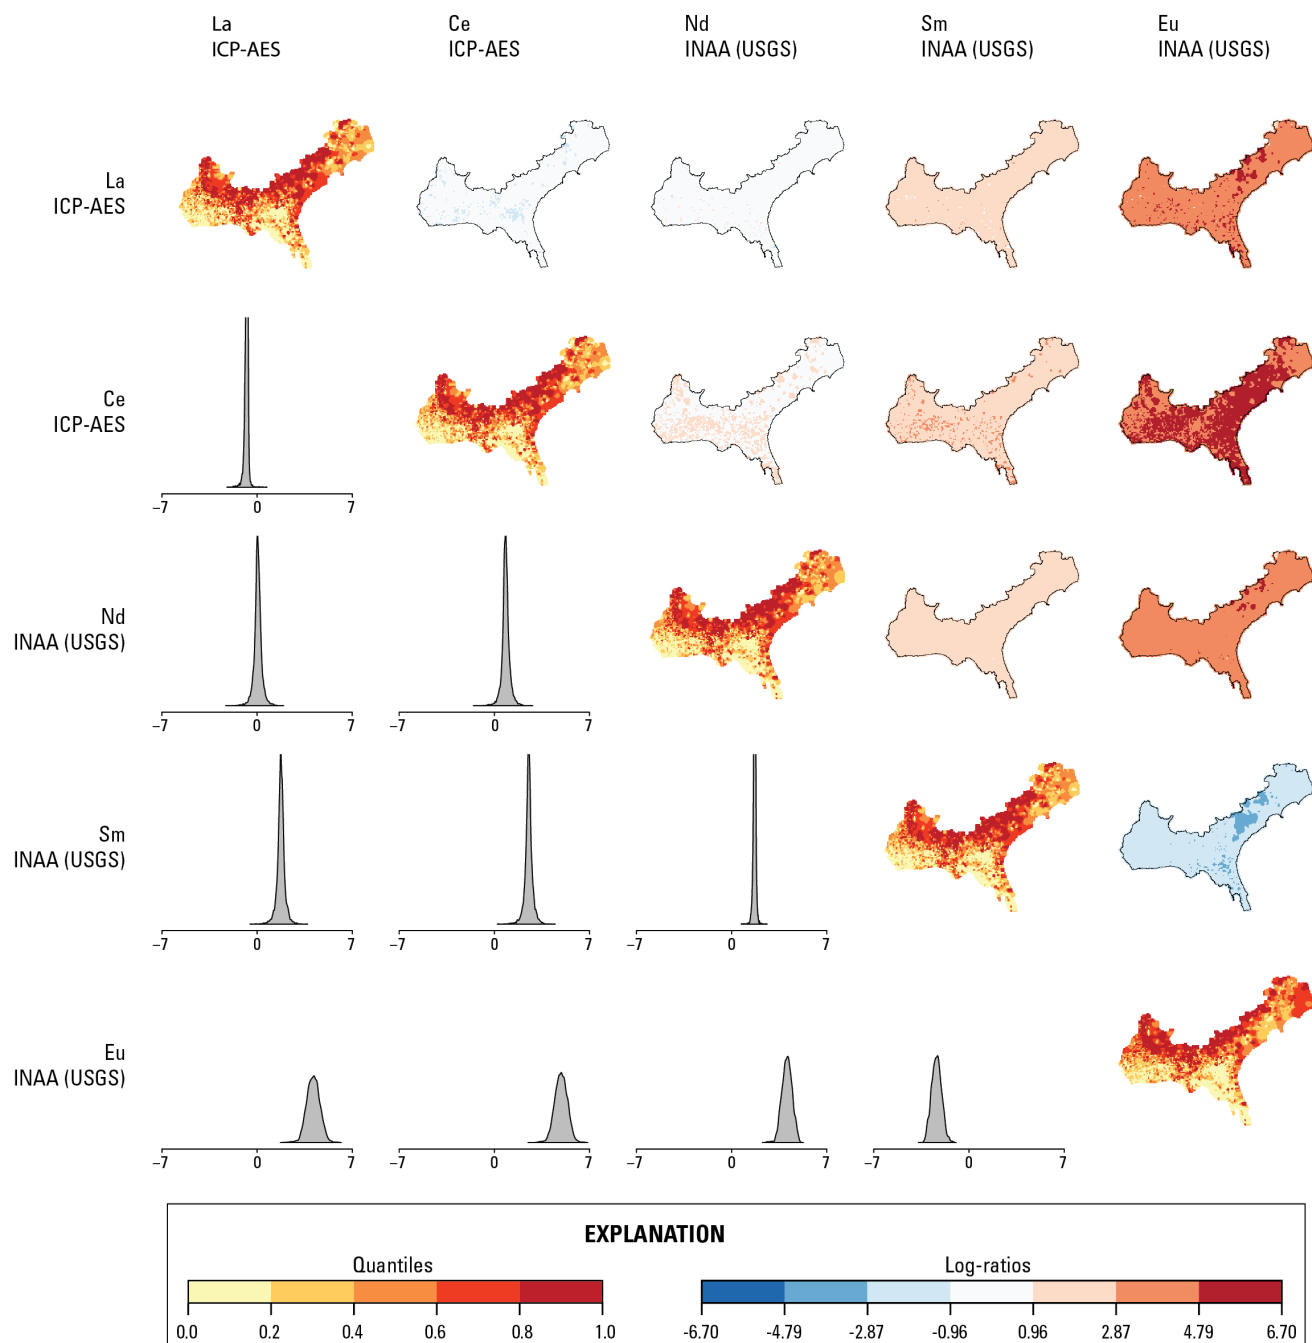 La
ICP-AES
Ce
ICP-AES
Nd
INAA (USGS)
Sm
INAA (USGS)
Eu
INAA (USGS)
La
ICP-AES
Ce
ICP-AES
−7 0 7
Nd
INAA (USGS)
−7 0 7
−7 0 7
Sm
INAA (USGS)
−7 0 7
−7 0 7
−7 0 7
Eu
INAA (USGS)
−7 0 7
−7 0 7
−7 0 7
−7 0 7
EXPLANATION
Quantiles
0.0 0.2 0.4 0.6 0.8 1.0
Log-ratios
-6.70 -4.79 -2.87 -0.96 0.96 2.87 4.79 6.70